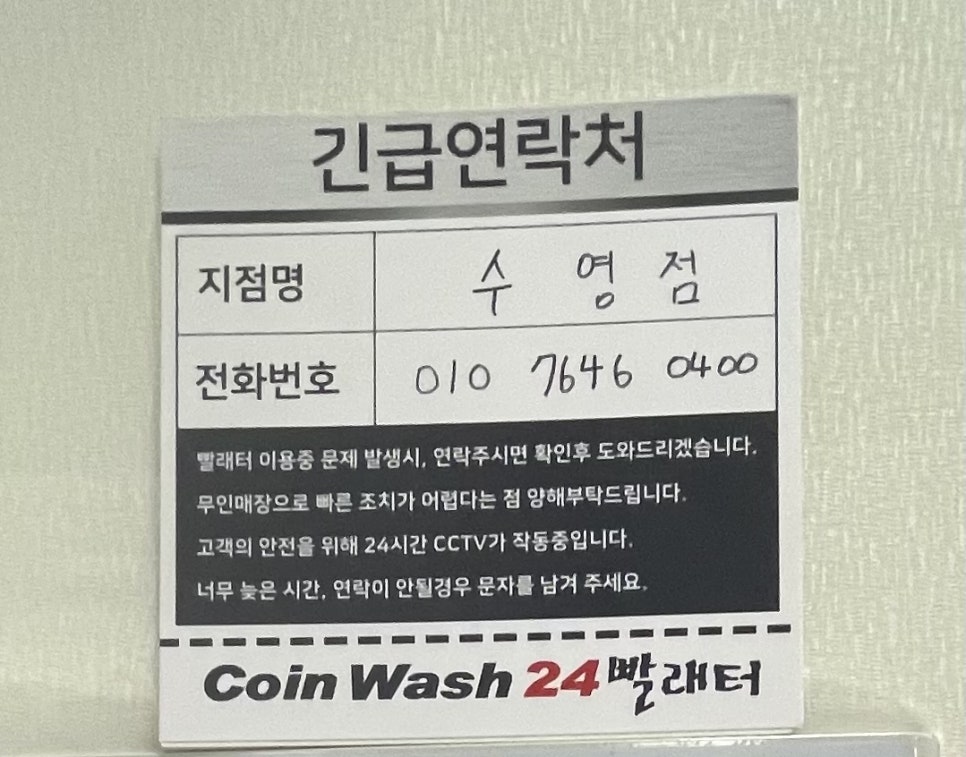 긴급연락처
지점명 수영점
전화번호 010 7646 0400
빨래터 이용중 문제 발생시, 연락주시면 확인후 도와드리겠습니다.
무인매장으로 빠른 조치가 어렵다는 점 양해부탁드립니다.
고객의 안전을 위해 24시간 CCTV가 작동중입니다.
너무 늦은 시간, 연락이 안될경우 문자를 남겨 주세요.
Coin Wash 24 빨래터